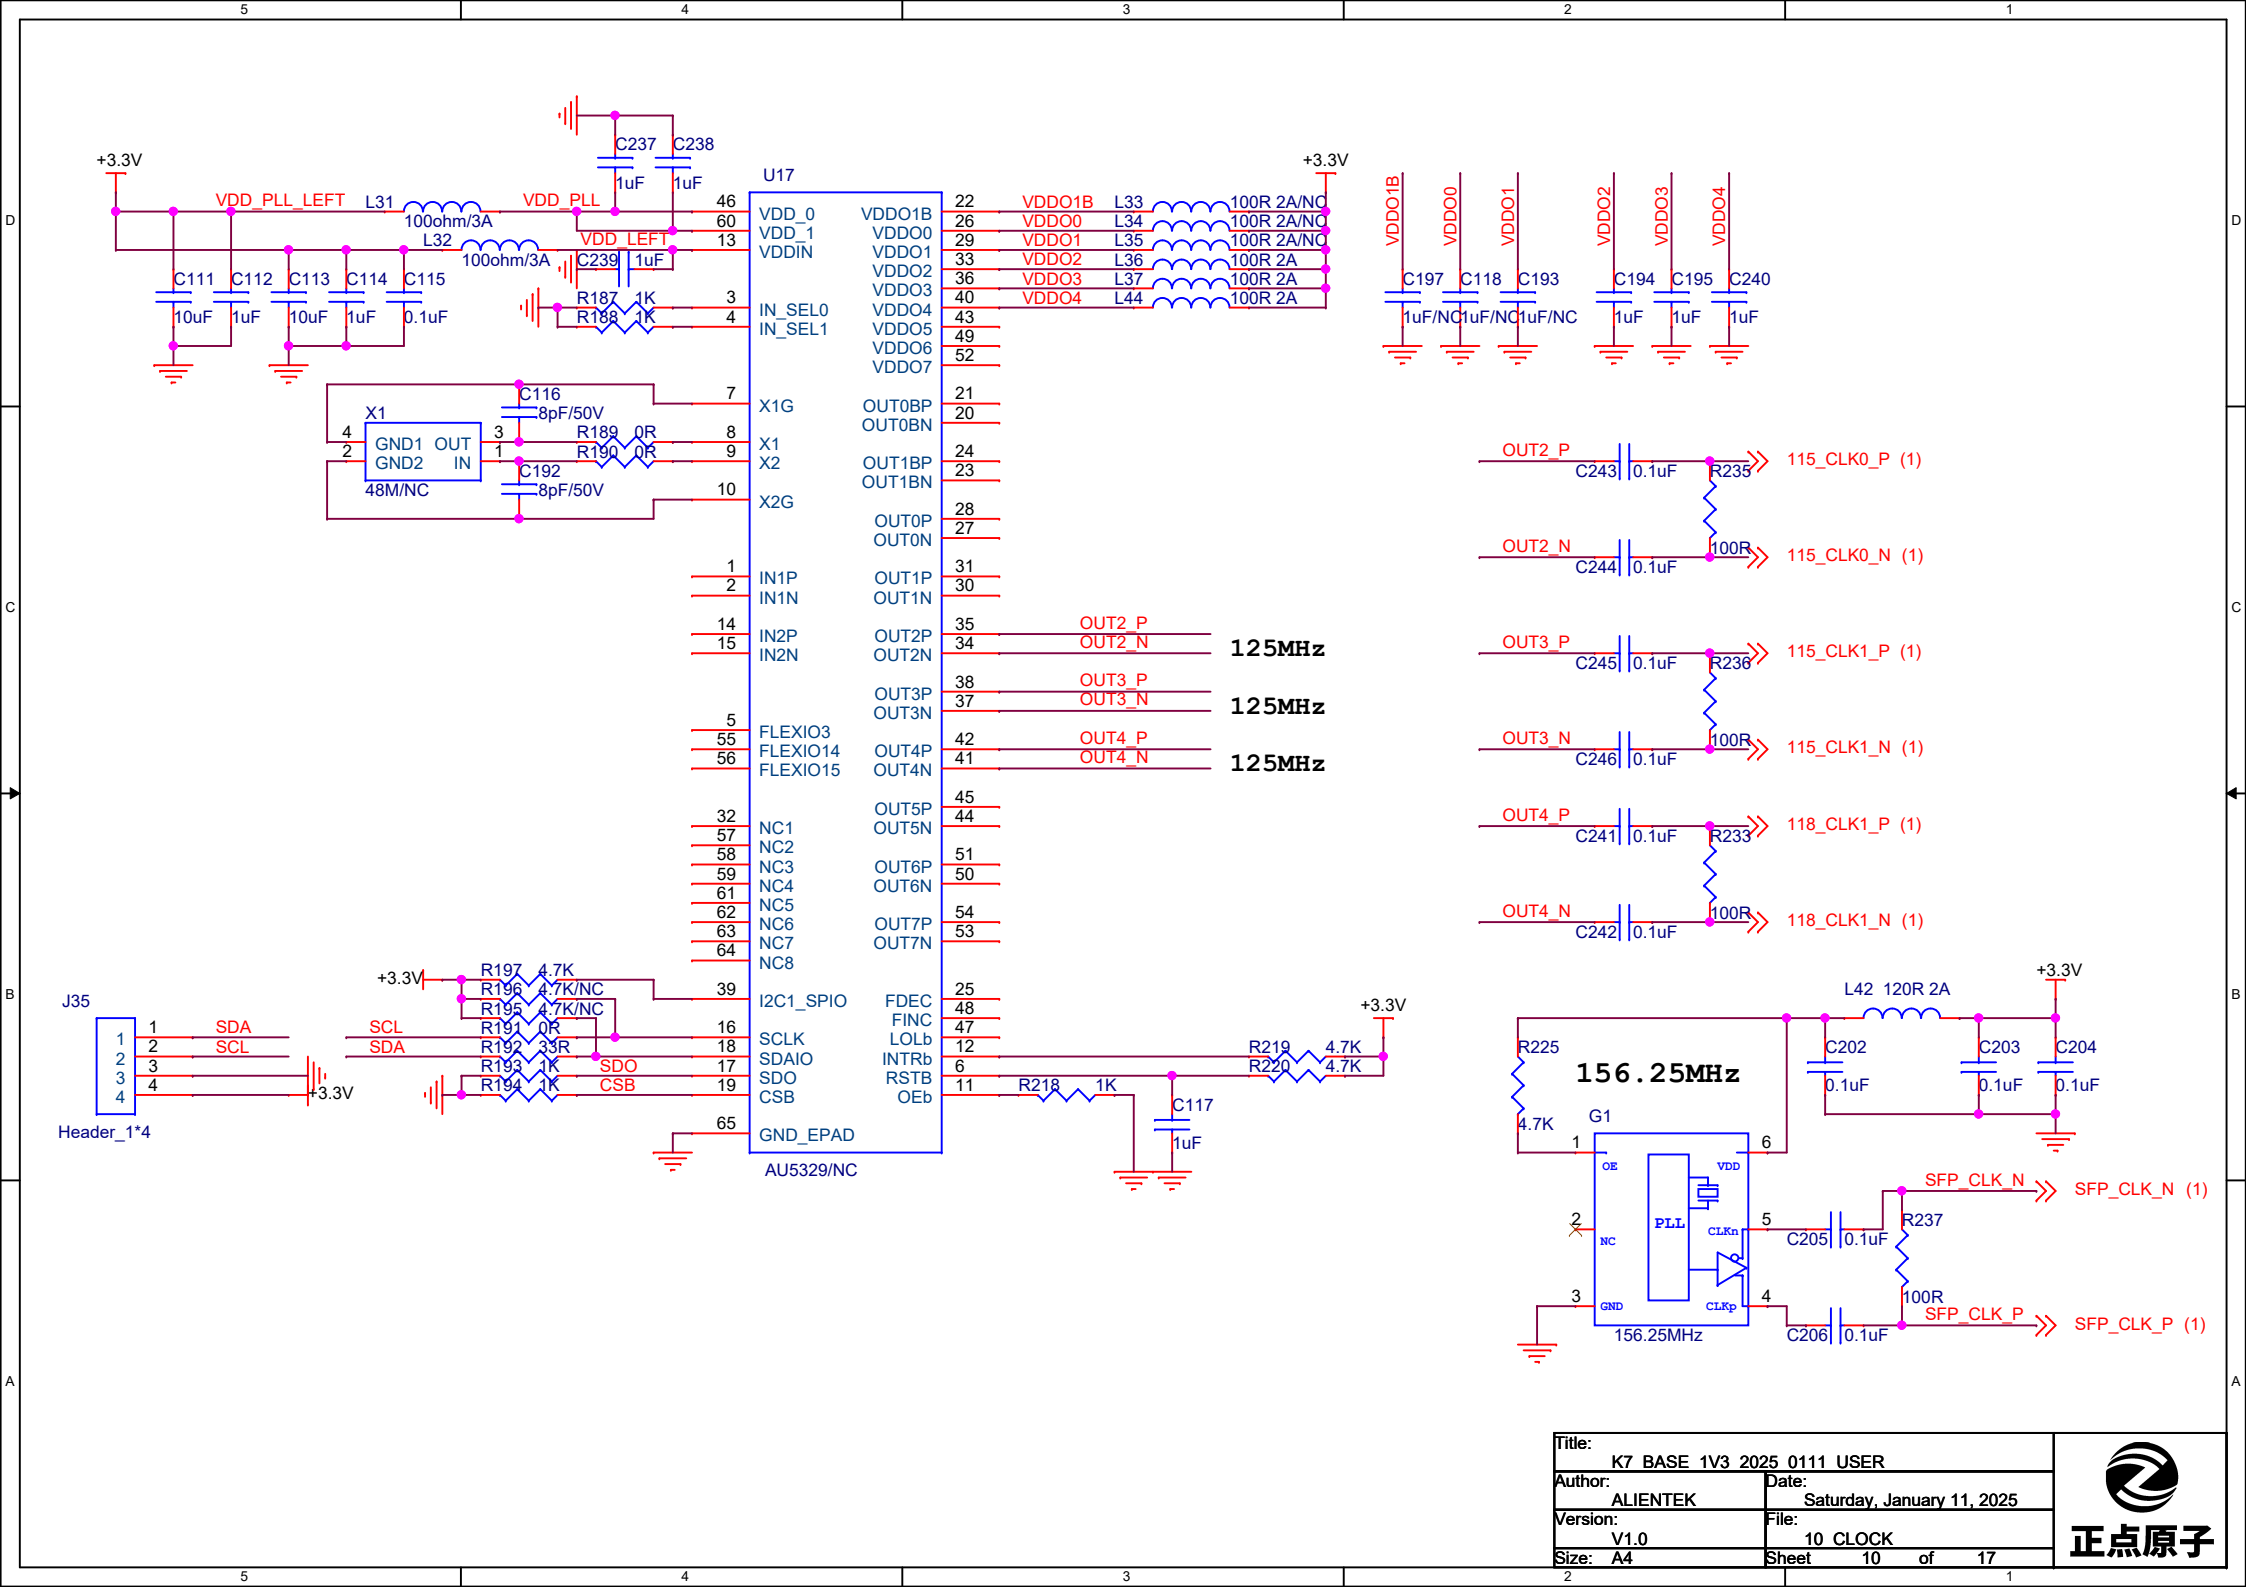 5 4 3 2 1
D
C
B
A
+3.3V
VDD_PLL_LEFT
L31
100ohm/3A
VDD_PLL
L32
100ohm/3A
VDD_LEFT
C237
1uF
C238
1uF
C239
1uF
C111
10uF
C112
1uF
C113
10uF
C114
1uF
C115
0.1uF
R187 1K
R188 1K
X1
4 GND1 OUT 3
2 GND2 IN 1
48M/NC
C116
8pF/50V
R189 0R
R190 0R
C192
8pF/50V
U17
46 VDD_0
60 VDD_1
13 VDDIN
3 IN_SEL0
4 IN_SEL1
7 X1G
8 X1
9 X2
10 X2G
1 IN1P
2 IN1N
14 IN2P
15 IN2N
5 FLEXIO3
55 FLEXIO14
56 FLEXIO15
32 NC1
57 NC2
58 NC3
59 NC4
61 NC5
62 NC6
63 NC7
64 NC8
39 I2C1_SPIO
16 SCLK
18 SDAIO
17 SDO
19 CSB
65 GND_EPAD
AU5329/NC
VDDO1B 22
VDDO0 26
VDDO1 29
VDDO2 33
VDDO3 36
VDDO4 40
VDDO5 43
VDDO6 49
VDDO7 52
OUT0BP 21
OUT0BN 20
OUT1BP 24
OUT1BN 23
OUT0P 28
OUT0N 27
OUT1P 31
OUT1N 30
OUT2P 35
OUT2N 34
OUT3P 38
OUT3N 37
OUT4P 42
OUT4N 41
OUT5P 45
OUT5N 44
OUT6P 51
OUT6N 50
OUT7P 54
OUT7N 53
FDEC 25
FINC 48
LOLb 47
INTRb 12
RSTB 6
OEb 11
VDDO1B L33 100R 2A/NC
VDDO0 L34 100R 2A/NC
VDDO1 L35 100R 2A/NC
VDDO2 L36 100R 2A
VDDO3 L37 100R 2A
VDDO4 L44 100R 2A
+3.3V
OUT2_P
OUT2_N
125MHz
OUT3_P
OUT3_N
125MHz
OUT4_P
OUT4_N
125MHz
VDDO1B
VDDO0
VDDO1
VDDO2
VDDO3
VDDO4
C197
1uF/NC
C118
1uF/NC
C193
1uF/NC
C194
1uF
C195
1uF
C240
1uF
OUT2_P
C243 0.1uF
R235
100R
115_CLK0_P (1)
OUT2_N
C244 0.1uF
115_CLK0_N (1)
OUT3_P
C245 0.1uF
R236
100R
115_CLK1_P (1)
OUT3_N
C246 0.1uF
115_CLK1_N (1)
OUT4_P
C241 0.1uF
R233
100R
118_CLK1_P (1)
OUT4_N
C242 0.1uF
118_CLK1_N (1)
J35
1 1 SDA
2 2 SCL
3 3
4 4 +3.3V
Header_1*4
+3.3V
R197 4.7K
R196 4.7K/NC
R195 4.7K/NC
SCL R191 0R
SDA R192 33R
R193 1K SDO
R194 1K CSB
R219 4.7K
R220 4.7K
+3.3V
R218 1K
C117
1uF
+3.3V
L42 120R 2A
C202
0.1uF
C203
0.1uF
C204
0.1uF
R225
4.7K
156.25MHz
G1
1 OE
2 NC
3 GND
6 VDD
5 CLKn
4 CLKp
PLL
156.25MHz
C205 0.1uF
C206 0.1uF
R237
100R
SFP_CLK_N
SFP_CLK_N (1)
SFP_CLK_P
SFP_CLK_P (1)
Title:
K7_BASE_1V3_2025_0111_USER
Author:
ALIENTEK
Date:
Saturday, January 11, 2025
Version:
V1.0
File:
10_CLOCK
Size: A4
Sheet 10 of 17
正点原子
D
C
B
A
5 4 3 2 1